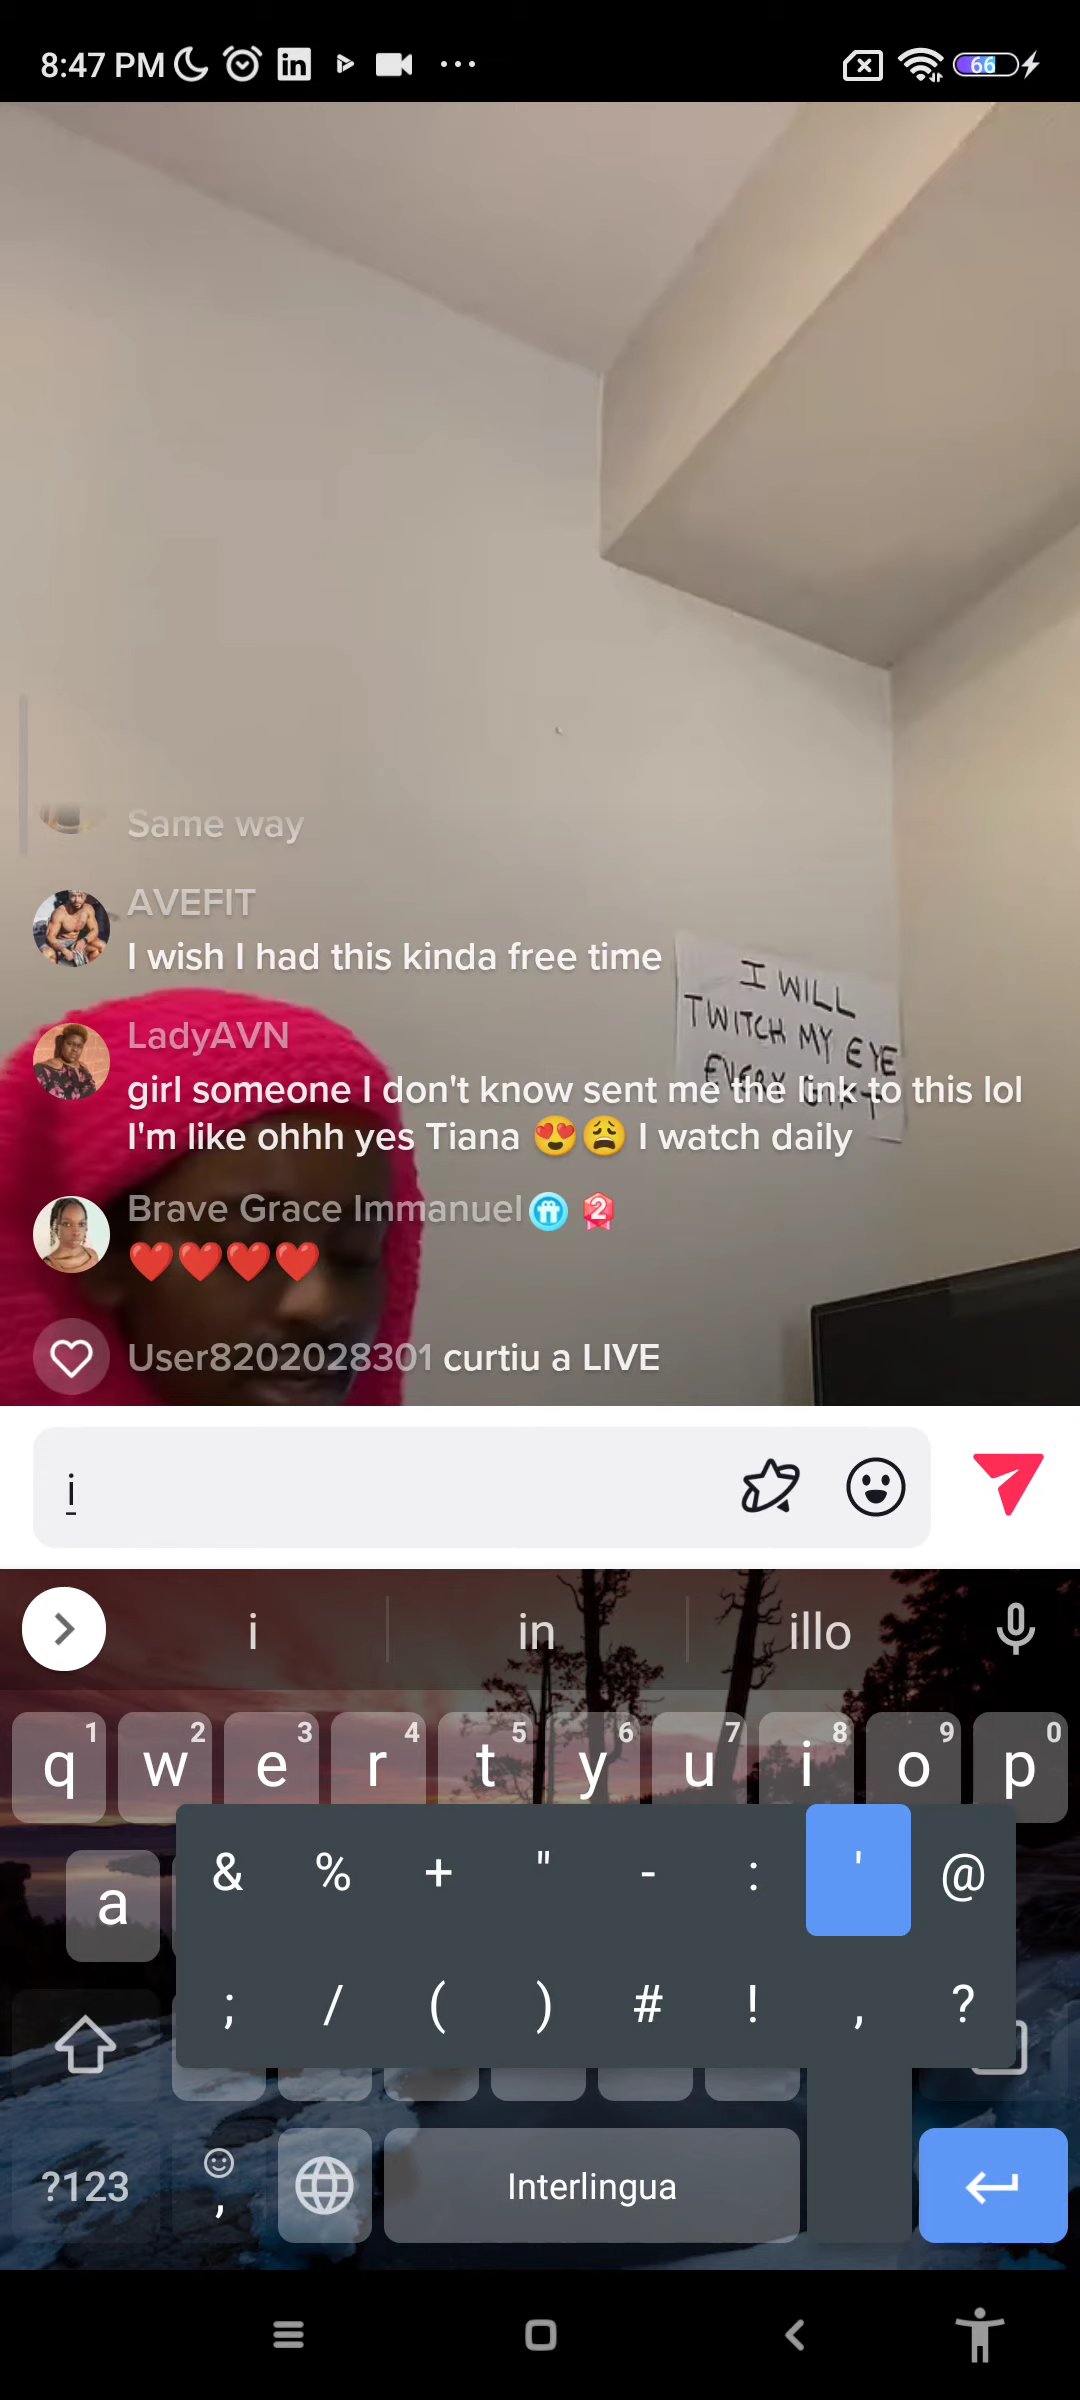 8:47 PM
66
Same way
AVEFIT
I wish I had this kinda free time
I WILL
TWITCH MY EYE
EVERY GIFT
LadyAVN
girl someone I don't know sent me the link to this lol
I'm like ohhh yes Tiana 😍😩 I watch daily
Brave Grace Immanuel 2
❤️❤️❤️❤️
User8202028301 curtiu a LIVE
i
i in illo
q 1 w 2 e 3 r 4 t 5 y 6 u 7 i 8 o 9 p 0
& % + " - : ' @
a
; / ( ) # ! , ?
?123 , Interlingua